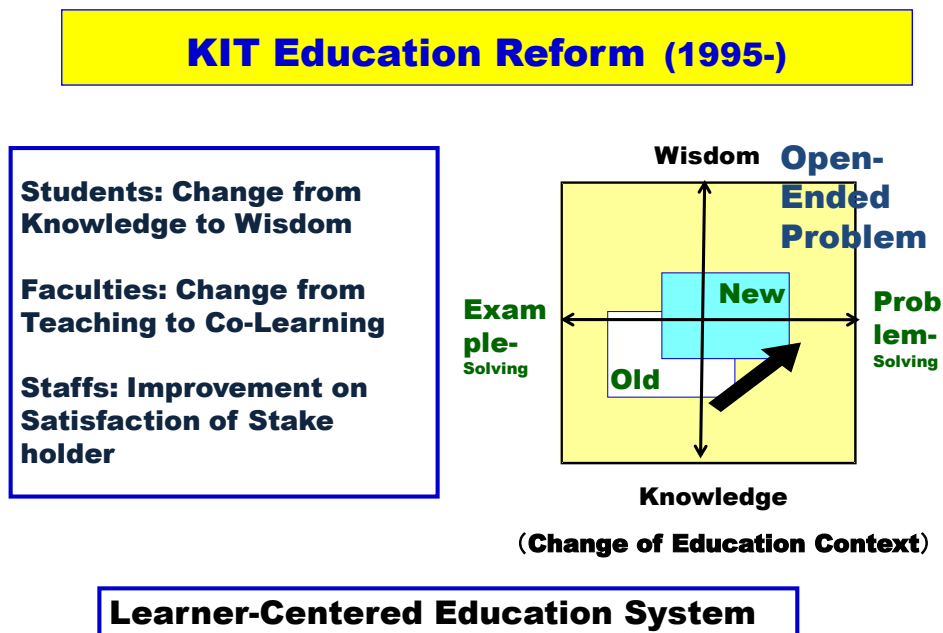 KIT Education Reform (1995-)
Students: Change from
Knowledge to Wisdom
Faculties: Change from
Teaching to Co-Learning
Staffs: Improvement on
Satisfaction of Stake
holder
Wisdom
Open-
Ended
Problem
New
Exam
ple-
Solving
Prob
lem-
Solving
Old
Knowledge
（Change of Education Context）
Learner-Centered Education System